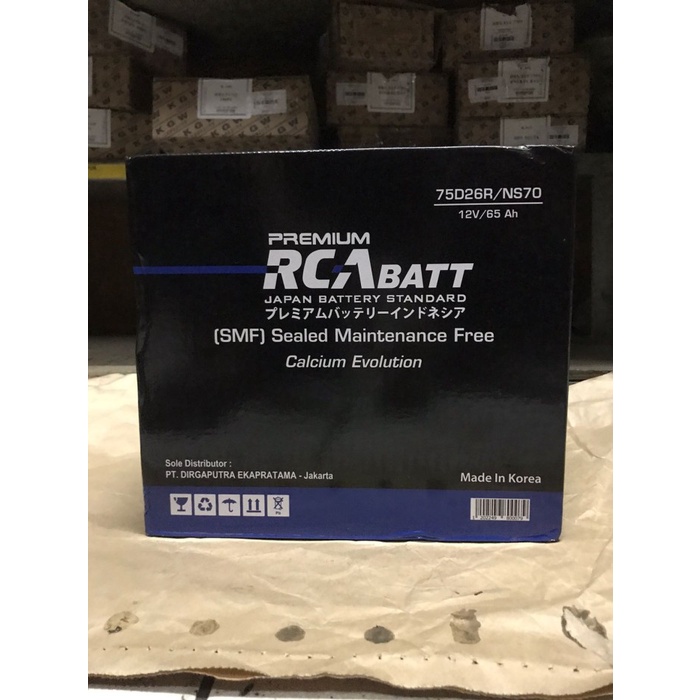 75D26R/NS70
12V/65 Ah
PREMIUM
RCABATT
JAPAN BATTERY STANDARD
プレミアムバッテリーインドネシア
(SMF) Sealed Maintenance Free
Calcium Evolution
Sole Distributor :
PT. DIRGAPUTRA EKAPRATAMA - Jakarta
Made In Korea
Pb
KGW